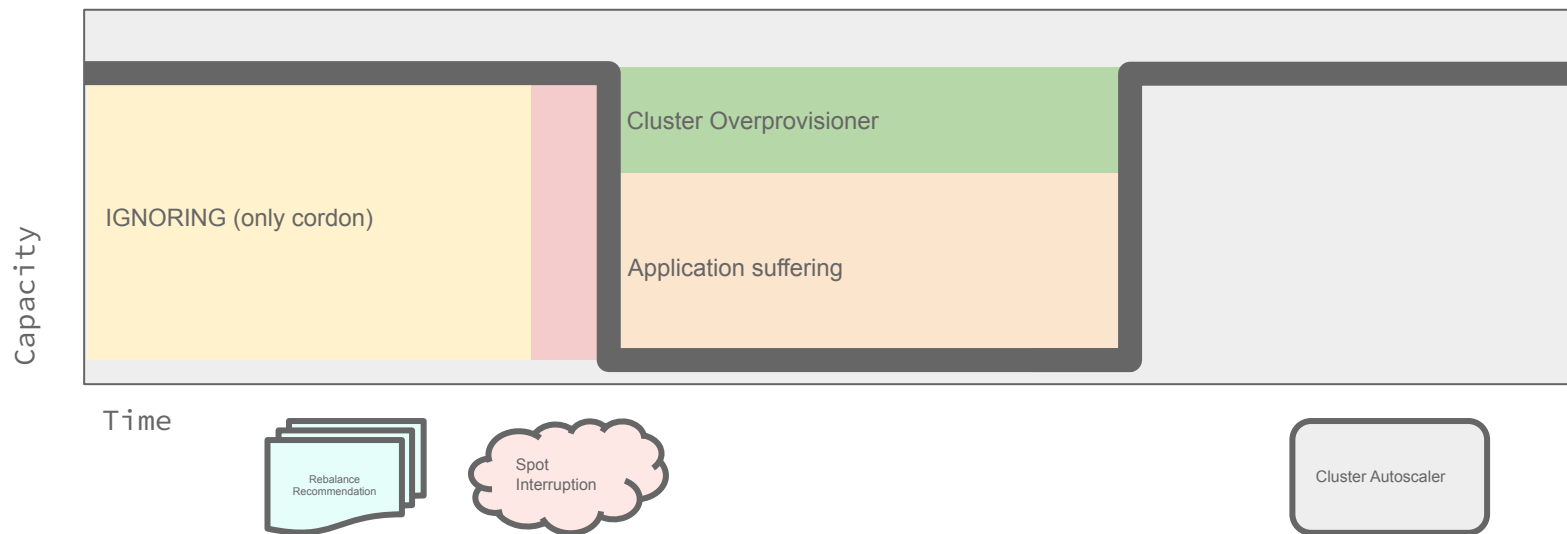 Cluster Overprovisioner
IGNORING (only cordon)
Application suffering
Capacity
Time
Rebalance
Recommendation
Spot
Interruption
Cluster Autoscaler